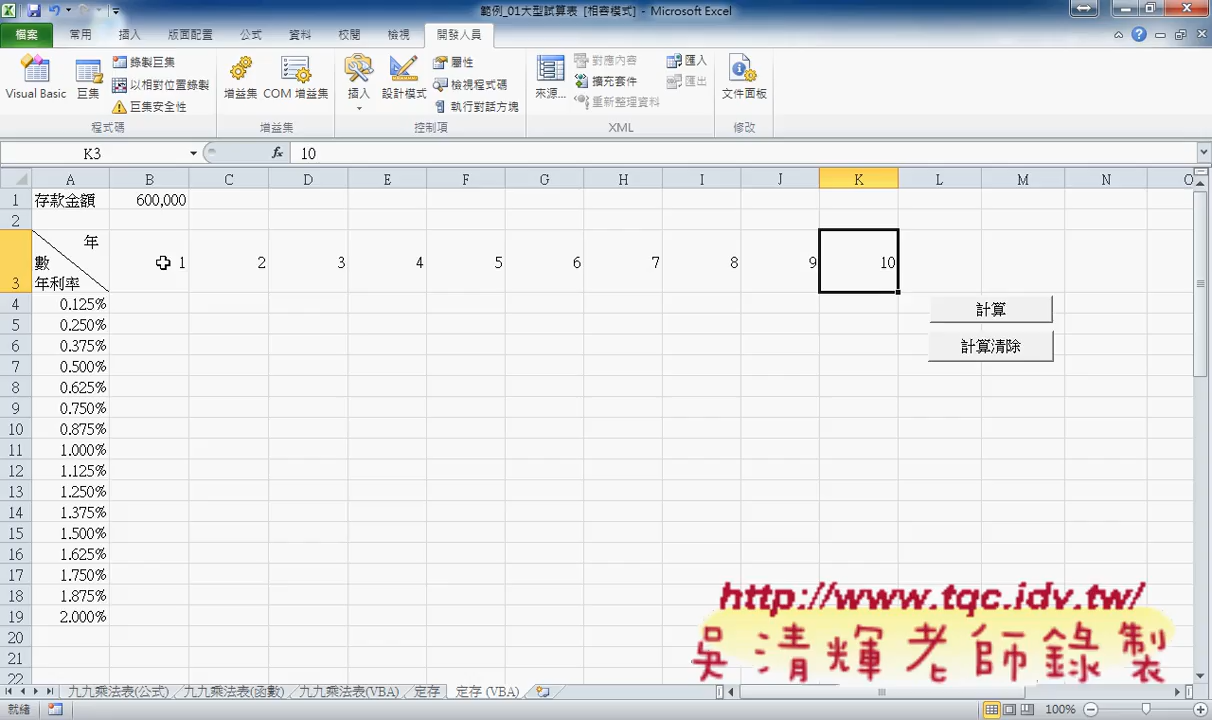 範例_01大型試算表 [相容模式] - Microsoft Excel
檔案 常用 插入 版面配置 公式 資料 校閱 檢視 開發人員
Visual Basic 巨集 錄製巨集 以相對位置錄製 巨集安全性 增益集 COM 增益集 插入 設計模式 屬性 檢視程式碼 執行對話方塊 來源... 對應內容 擴充套件 重新整理資料 匯入 匯出 文件面板
程式碼 增益集 控制項 XML 修改
K3 fx 10
A B C D E F G H I J K L M N O
1 存款金額 600,000
2
3 年 數 年利率 1 2 3 4 5 6 7 8 9 10
4 0.125% 計算
5 0.250%
6 0.375% 計算清除
7 0.500%
8 0.625%
9 0.750%
10 0.875%
11 1.000%
12 1.125%
13 1.250%
14 1.375%
15 1.500%
16 1.625%
17 1.750%
18 1.875%
19 2.000%
20
21
22
http://www.tqc.idv.tw/
吳清輝老師錄製
九九乘法表(公式) 九九乘法表(函數) 九九乘法表(VBA) 定存 定存 (VBA)
就緒 100%